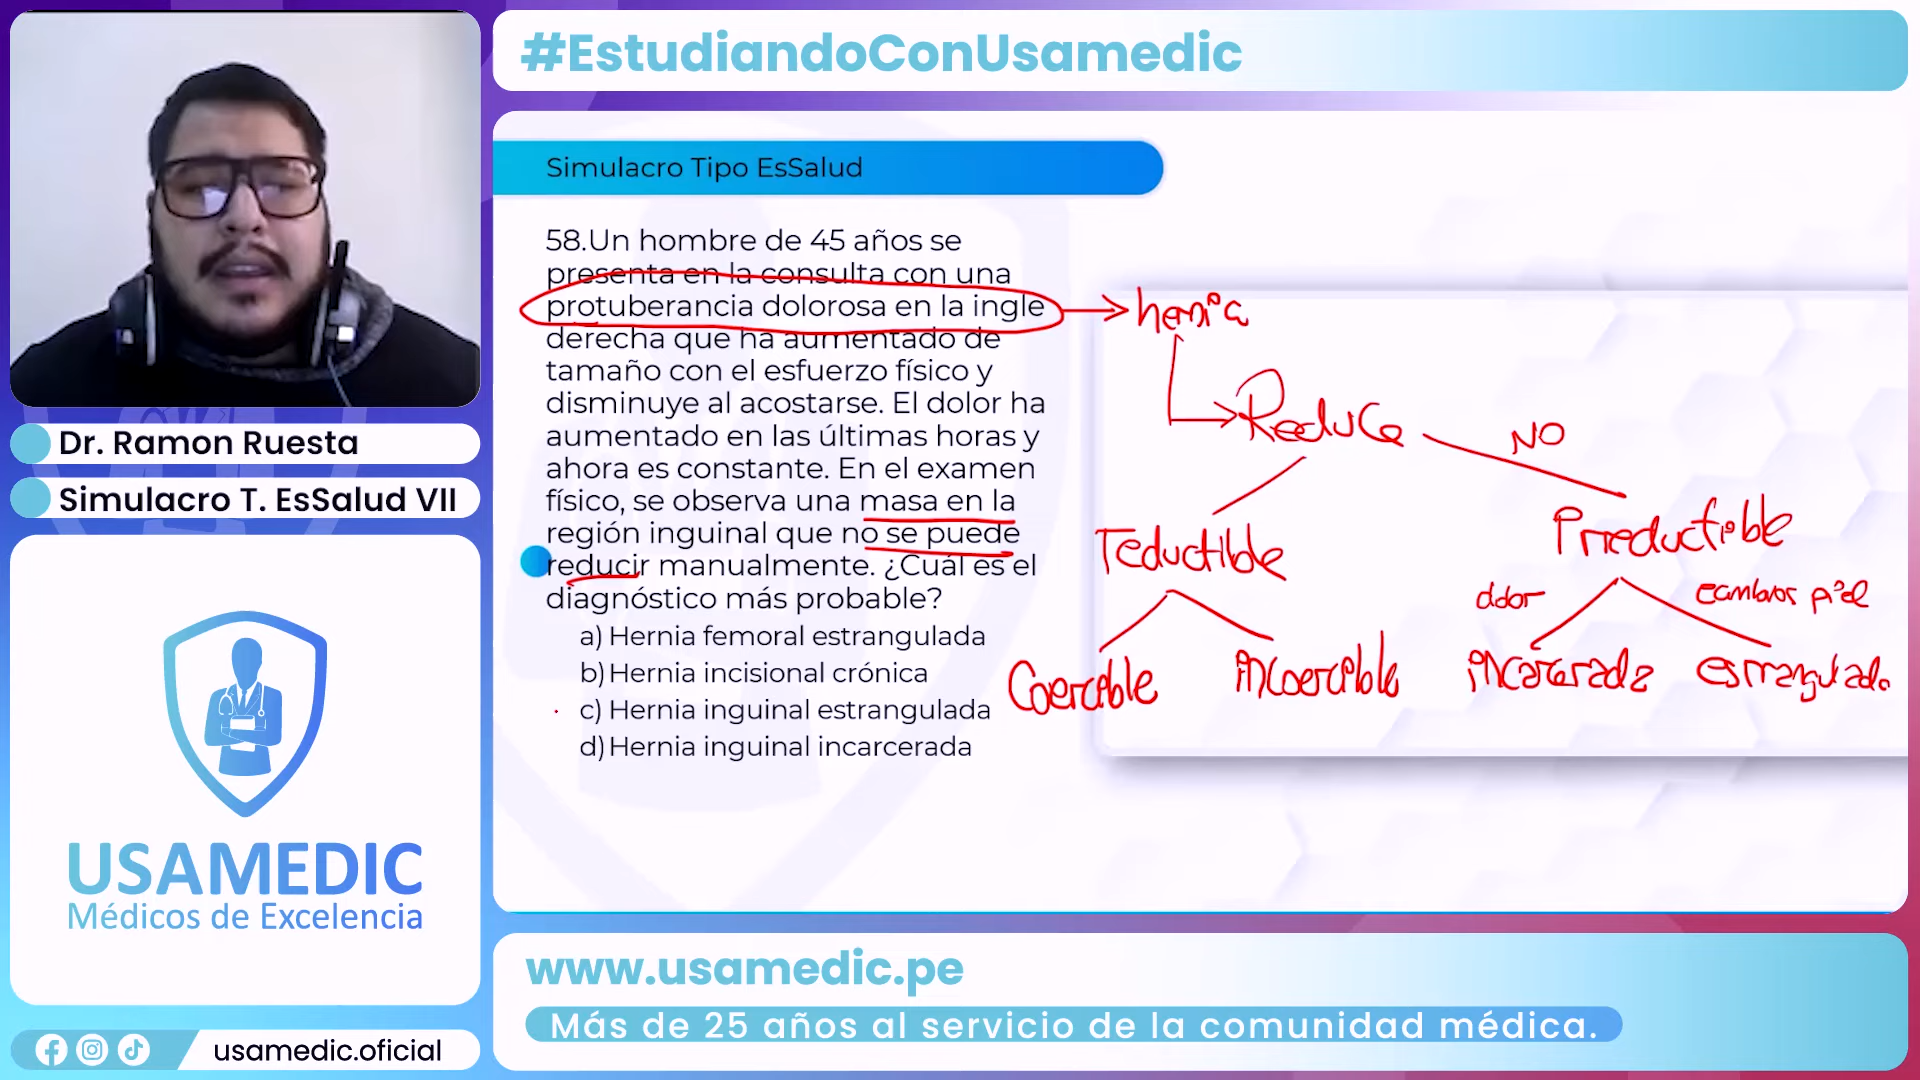 #EstudiandoConUsamedic
Simulacro Tipo EsSalud
58.Un hombre de 45 años se
presenta en la consulta con una
protuberancia dolorosa en la ingle
derecha que ha aumentado de
tamaño con el esfuerzo físico y
disminuye al acostarse. El dolor ha
aumentado en las últimas horas y
ahora es constante. En el examen
físico, se observa una masa en la
región inguinal que no se puede
reducir manualmente. ¿Cuál es el
diagnóstico más probable?
a) Hernia femoral estrangulada
b) Hernia incisional crónica
c) Hernia inguinal estrangulada
d) Hernia inguinal incarcerada
hernia
Reduce
NO
reductible
Irreductible
dolor
cambios piel
Coercible
incoercible
incarcerada
estrangulada
Dr. Ramon Ruesta
Simulacro T. EsSalud VII
USAMEDIC
Médicos de Excelencia
usamedic.oficial
www.usamedic.pe
Más de 25 años al servicio de la comunidad médica.